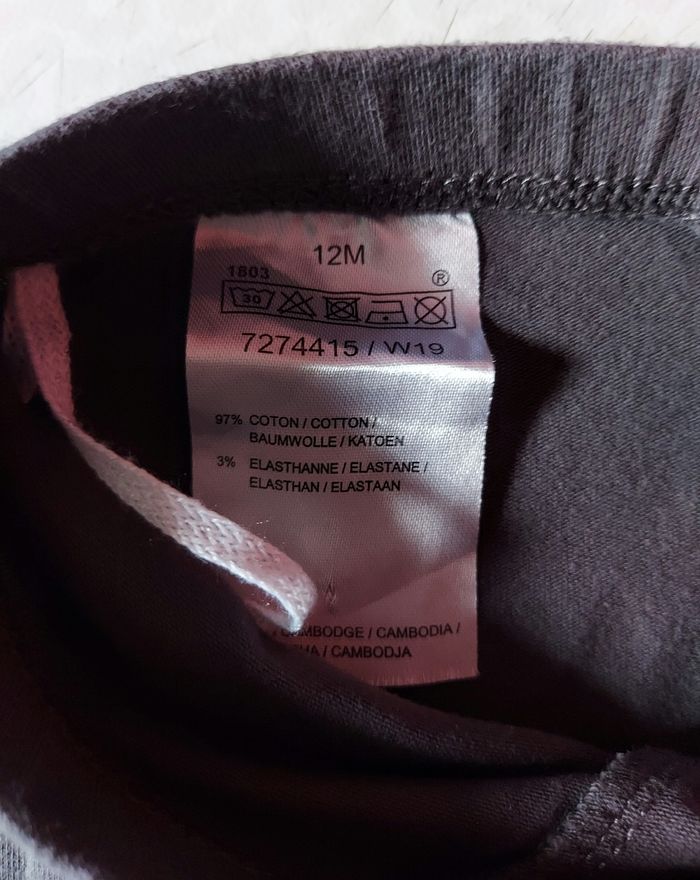 12M
1803 ®
30
7274415 / W19
97% COTON / COTTON /
BAUMWOLLE / KATOEN
3% ELASTHANNE / ELASTANE /
ELASTHAN / ELASTAAN
/ CAMBODGE / CAMBODIA /
/ CAMBODJA